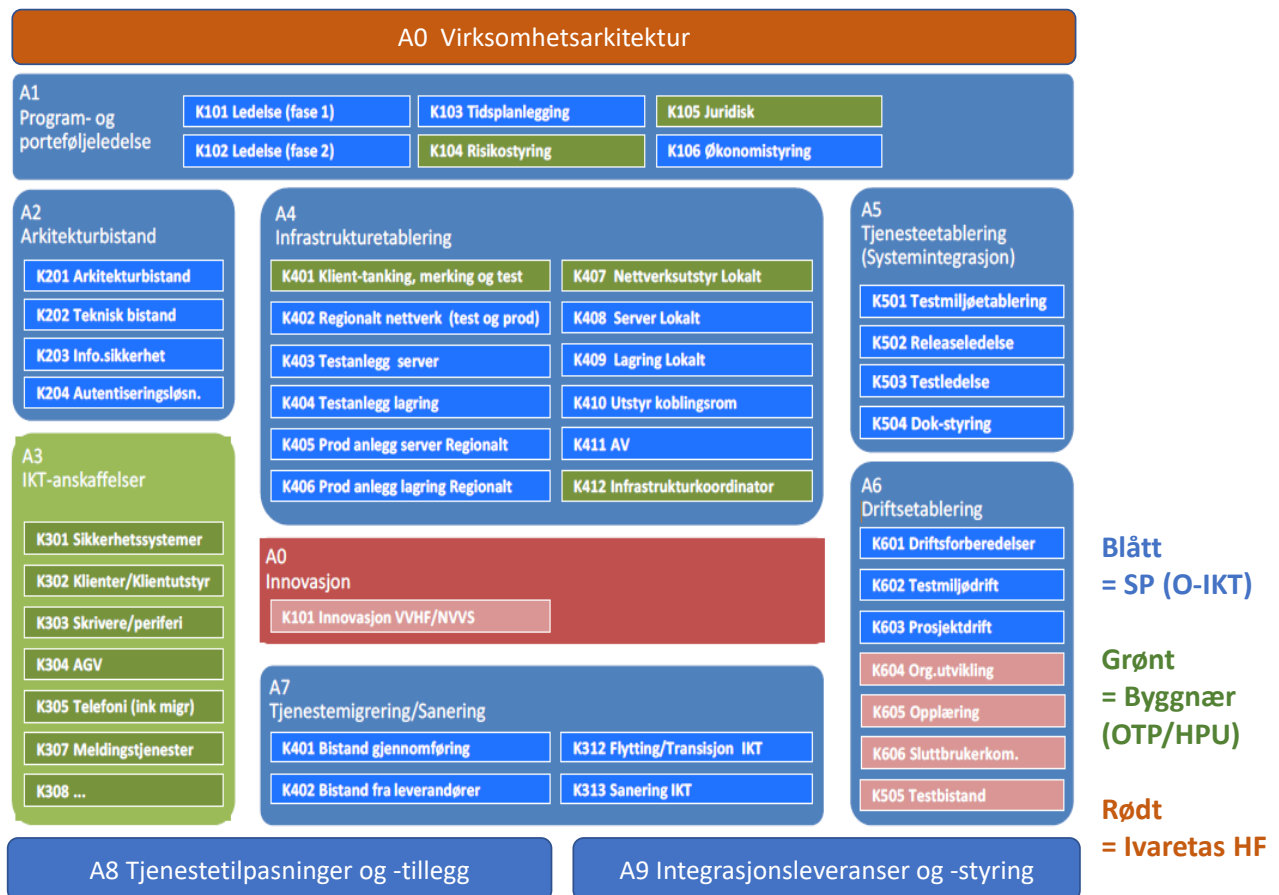 A0  Virksomhetsarkitektur
A1
Program- og
porteføljeledelse
K101 Ledelse (fase 1)
K103 Tidsplanlegging
K105 Juridisk
K102 Ledelse (fase 2)
K104 Risikostyring
K106 Økonomistyring
A2
Arkitekturbistand
K201 Arkitekturbistand
K202 Teknisk bistand
K203 Info.sikkerhet
K204 Autentiseringsløsn.
A3
IKT-anskaffelser
K301 Sikkerhetssystemer
K302 Klienter/Klientutstyr
K303 Skrivere/periferi
K304 AGV
K305 Telefoni (ink migr)
K307 Meldingstjenester
K308 ...
A4
Infrastrukturetablering
K401 Klient-tanking, merking og test
K402 Regionalt nettverk  (test og prod)
K403 Testanlegg  server
K404 Testanlegg lagring
K405 Prod anlegg server Regionalt
K406 Prod anlegg lagring Regionalt
K407  Nettverksutstyr Lokalt
K408  Server Lokalt
K409  Lagring Lokalt
K410 Utstyr koblingsrom
K411 AV
K412 Infrastrukturkoordinator
A0
Innovasjon
K101 Innovasjon VVHF/NVVS
A7
Tjenestemigrering/Sanering
K401 Bistand gjennomføring
K402 Bistand fra leverandører
K312 Flytting/Transisjon  IKT
K313 Sanering IKT
A5
Tjenesteetablering
(Systemintegrasjon)
K501 Testmiljøetablering
K502 Releaseledelse
K503 Testledelse
K504 Dok-styring
A6
Driftsetablering
K601 Driftsforberedelser
K602 Testmiljødrift
K603 Prosjektdrift
K604 Org.utvikling
K605 Opplæring
K606 Sluttbrukerkom.
K505 Testbistand
Blått
= SP (O-IKT)
Grønt
= Byggnær
(OTP/HPU)
Rødt
= Ivaretas HF
A8 Tjenestetilpasninger og -tillegg
A9 Integrasjonsleveranser og -styring